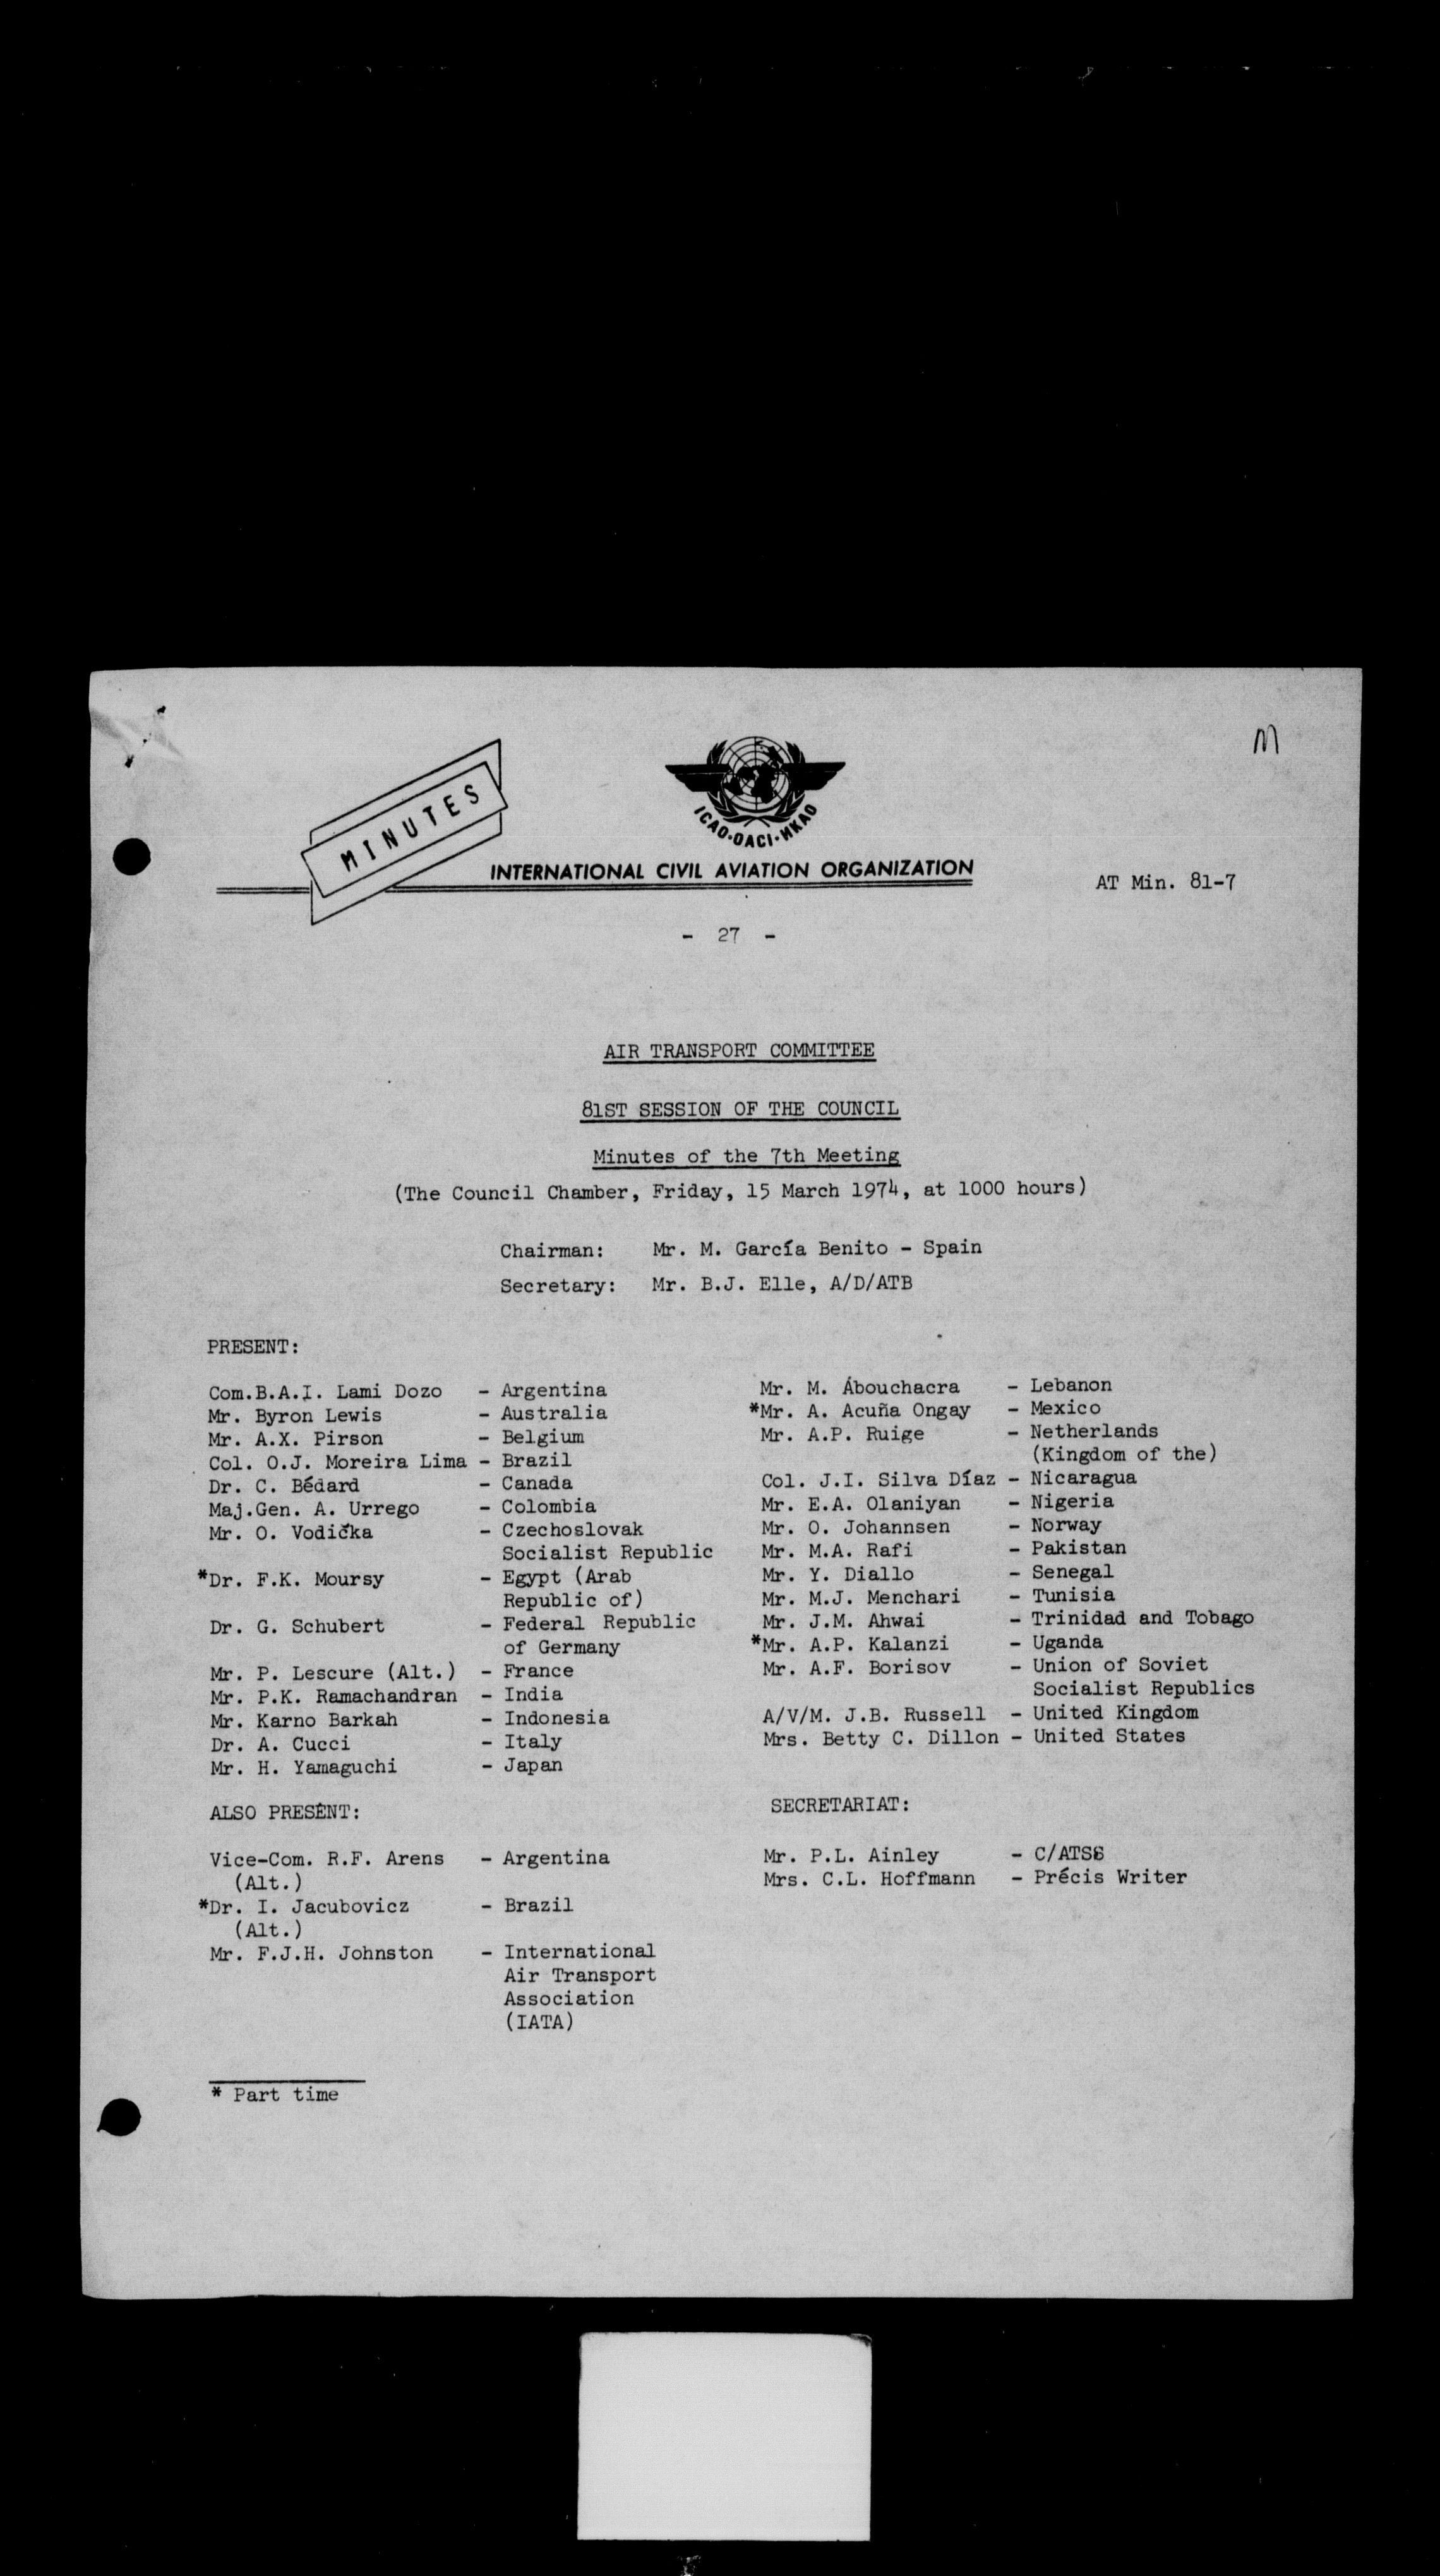 M
MINUTES
ICAO·OACI·ИКАО
INTERNATIONAL CIVIL AVIATION ORGANIZATION
AT Min. 81-7
- 27 -
AIR TRANSPORT COMMITTEE
81ST SESSION OF THE COUNCIL
Minutes of the 7th Meeting
(The Council Chamber, Friday, 15 March 1974, at 1000 hours)
Chairman: Mr. M. García Benito - Spain
Secretary: Mr. B.J. Elle, A/D/ATB
PRESENT:
Com.B.A.I. Lami Dozo - Argentina
Mr. Byron Lewis - Australia
Mr. A.X. Pirson - Belgium
Col. O.J. Moreira Lima - Brazil
Dr. C. Bédard - Canada
Maj.Gen. A. Urrego - Colombia
Mr. O. Vodička - Czechoslovak
Socialist Republic
*Dr. F.K. Moursy - Egypt (Arab
Republic of)
Dr. G. Schubert - Federal Republic
of Germany
Mr. P. Lescure (Alt.) - France
Mr. P.K. Ramachandran - India
Mr. Karno Barkah - Indonesia
Dr. A. Cucci - Italy
Mr. H. Yamaguchi - Japan
Mr. M. Abouchacra - Lebanon
*Mr. A. Acuña Ongay - Mexico
Mr. A.P. Ruige - Netherlands
(Kingdom of the)
Col. J.I. Silva Díaz - Nicaragua
Mr. E.A. Olaniyan - Nigeria
Mr. O. Johannsen - Norway
Mr. M.A. Rafi - Pakistan
Mr. Y. Diallo - Senegal
Mr. M.J. Menchari - Tunisia
Mr. J.M. Ahwai - Trinidad and Tobago
*Mr. A.P. Kalanzi - Uganda
Mr. A.F. Borisov - Union of Soviet
Socialist Republics
A/V/M. J.B. Russell - United Kingdom
Mrs. Betty C. Dillon - United States
ALSO PRESENT:
Vice-Com. R.F. Arens - Argentina
(Alt.)
*Dr. I. Jacubovicz - Brazil
(Alt.)
Mr. F.J.H. Johnston - International
Air Transport
Association
(IATA)
SECRETARIAT:
Mr. P.L. Ainley - C/ATSS
Mrs. C.L. Hoffmann - Précis Writer
* Part time